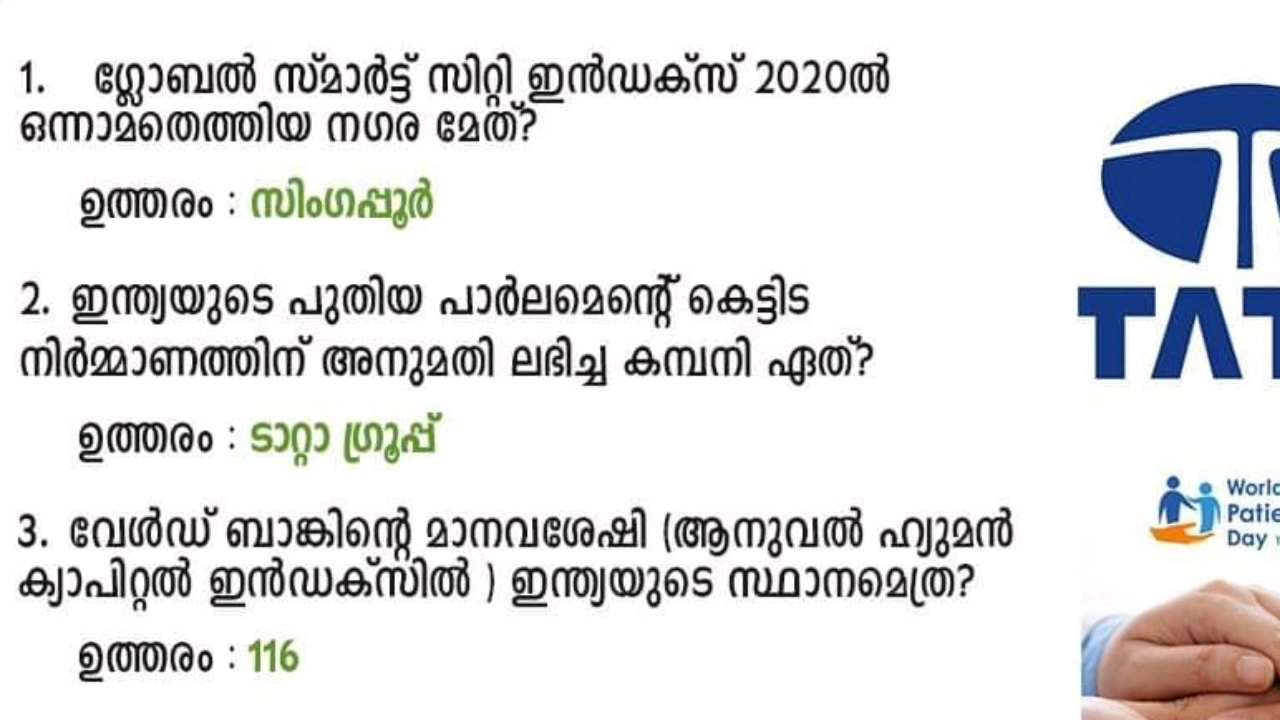 1. ഗ്ലോബൽ സ്മാർട്ട് സിറ്റി ഇൻഡക്സ് 2020ൽ
ഒന്നാമതെത്തിയ നഗര മേത്?
ഉത്തരം : സിംഗപ്പൂർ
2. ഇന്ത്യയുടെ പുതിയ പാർലമെന്റ് കെട്ടിട
നിർമ്മാണത്തിന് അനുമതി ലഭിച്ച കമ്പനി ഏത്?
ഉത്തരം : ടാറ്റാ ഗ്രൂപ്പ്
3. വേൾഡ് ബാങ്കിന്റെ മാനവശേഷി (ആനുവൽ ഹ്യുമൻ
ക്യാപിറ്റൽ ഇൻഡക്സിൽ ) ഇന്ത്യയുടെ സ്ഥാനമെത്ര?
ഉത്തരം : 116
TAT
World
Patie
Day